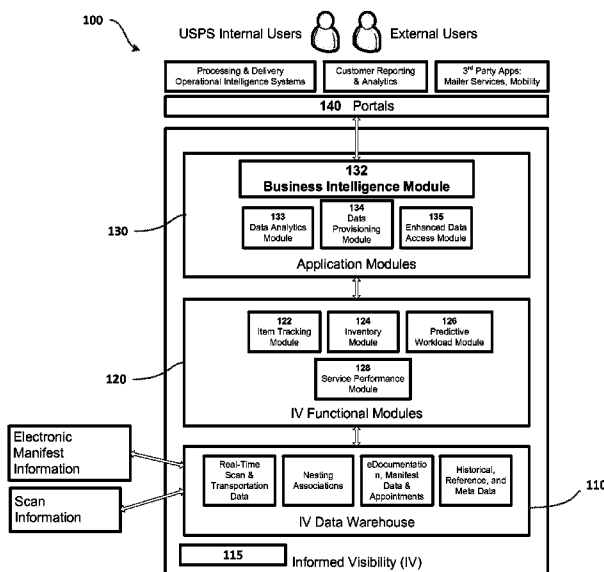 100
USPS Internal Users
External Users
Processing & Delivery
Operational Intelligence Systems
Customer Reporting
& Analytics
3rd Party Apps:
Mailer Services, Mobility
140 Portals
132
Business Intelligence Module
133
Data Analytics
Module
134
Data
Provisioning
Module
135
Enhanced Data
Access Module
130
Application Modules
122
Item Tracking
Module
124
Inventory
Module
126
Predictive
Workload Module
128
Service Performance
Module
120
IV Functional Modules
Electronic
Manifest
Information
Scan
Information
Real-Time
Scan &
Transportation
Data
Nesting
Associations
eDocumentatio
n, Manifest
Data &
Appointments
Historical,
Reference, and
Meta Data
110
IV Data Warehouse
115
Informed Visibility (IV)